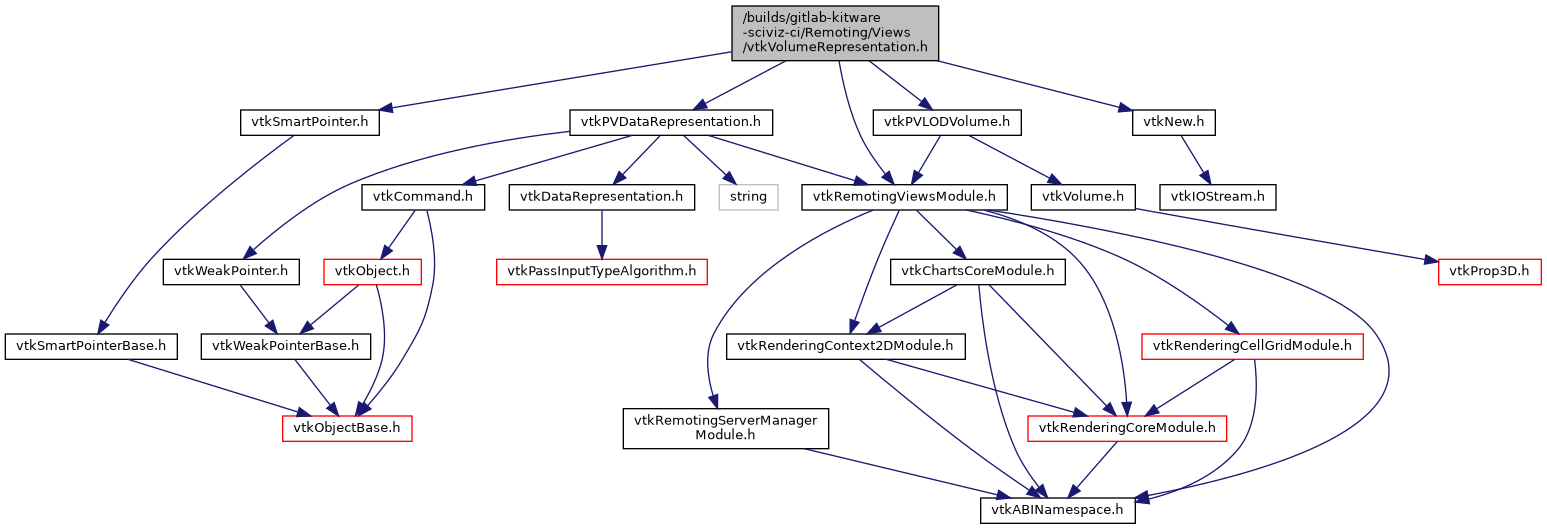 /builds/gitlab-kitware
-sciviz-ci/Remoting/Views
/vtkVolumeRepresentation.h
vtkSmartPointer.h
vtkPVDataRepresentation.h
vtkPVLODVolume.h
vtkNew.h
vtkCommand.h
vtkDataRepresentation.h
string
vtkRemotingViewsModule.h
vtkVolume.h
vtkIOStream.h
vtkWeakPointer.h
vtkObject.h
vtkPassInputTypeAlgorithm.h
vtkChartsCoreModule.h
vtkProp3D.h
vtkSmartPointerBase.h
vtkWeakPointerBase.h
vtkRenderingContext2DModule.h
vtkRenderingCellGridModule.h
vtkObjectBase.h
vtkRemotingServerManager
Module.h
vtkRenderingCoreModule.h
vtkABINamespace.h